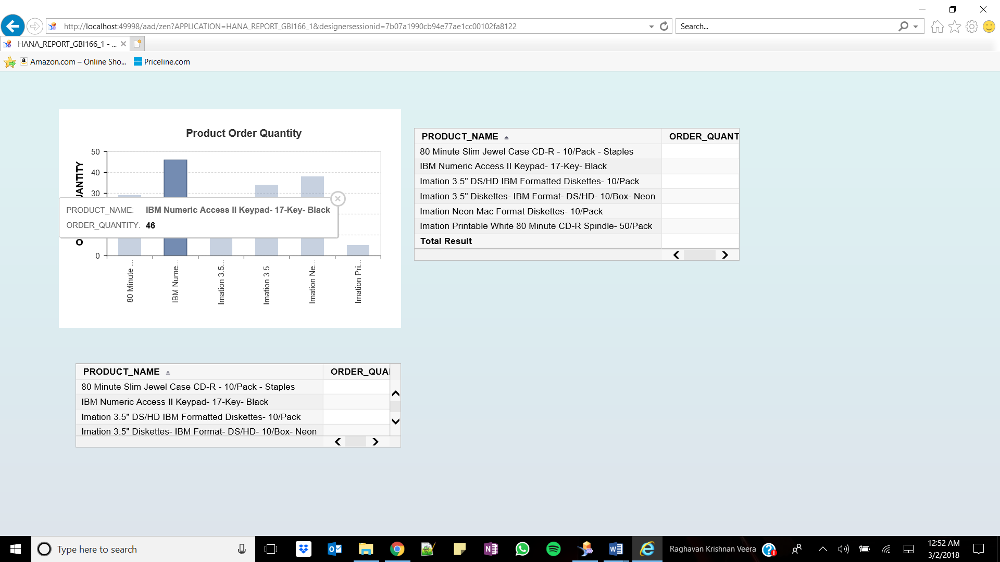 http://localhost:49998/aad/zen?APPLICATION=HANA_REPORT_GBI166_1&designersessionid=7b07a1990cb94e77ae1cc00102fa8122
Search...
HANA_REPORT_GBI166_1 - ...
Amazon.com – Online Sho...
Priceline.com
Product Order Quantity
50
40
30
0
PRODUCT_NAME: IBM Numeric Access II Keypad- 17-Key- Black
ORDER_QUANTITY: 46
80 Minute ...
IBM Nume...
Imation 3.5...
Imation 3.5...
Imation Ne...
Imation Pri...
PRODUCT_NAME ORDER_QUANT
80 Minute Slim Jewel Case CD-R - 10/Pack - Staples
IBM Numeric Access II Keypad- 17-Key- Black
Imation 3.5" DS/HD IBM Formatted Diskettes- 10/Pack
Imation 3.5" Diskettes- IBM Format- DS/HD- 10/Box- Neon
Imation Neon Mac Format Diskettes- 10/Pack
Imation Printable White 80 Minute CD-R Spindle- 50/Pack
Total Result
PRODUCT_NAME ORDER_QUA
80 Minute Slim Jewel Case CD-R - 10/Pack - Staples
IBM Numeric Access II Keypad- 17-Key- Black
Imation 3.5" DS/HD IBM Formatted Diskettes- 10/Pack
Imation 3.5" Diskettes- IBM Format- DS/HD- 10/Box- Neon
Type here to search
Raghavan Krishnan Veera
12:52 AM
3/2/2018